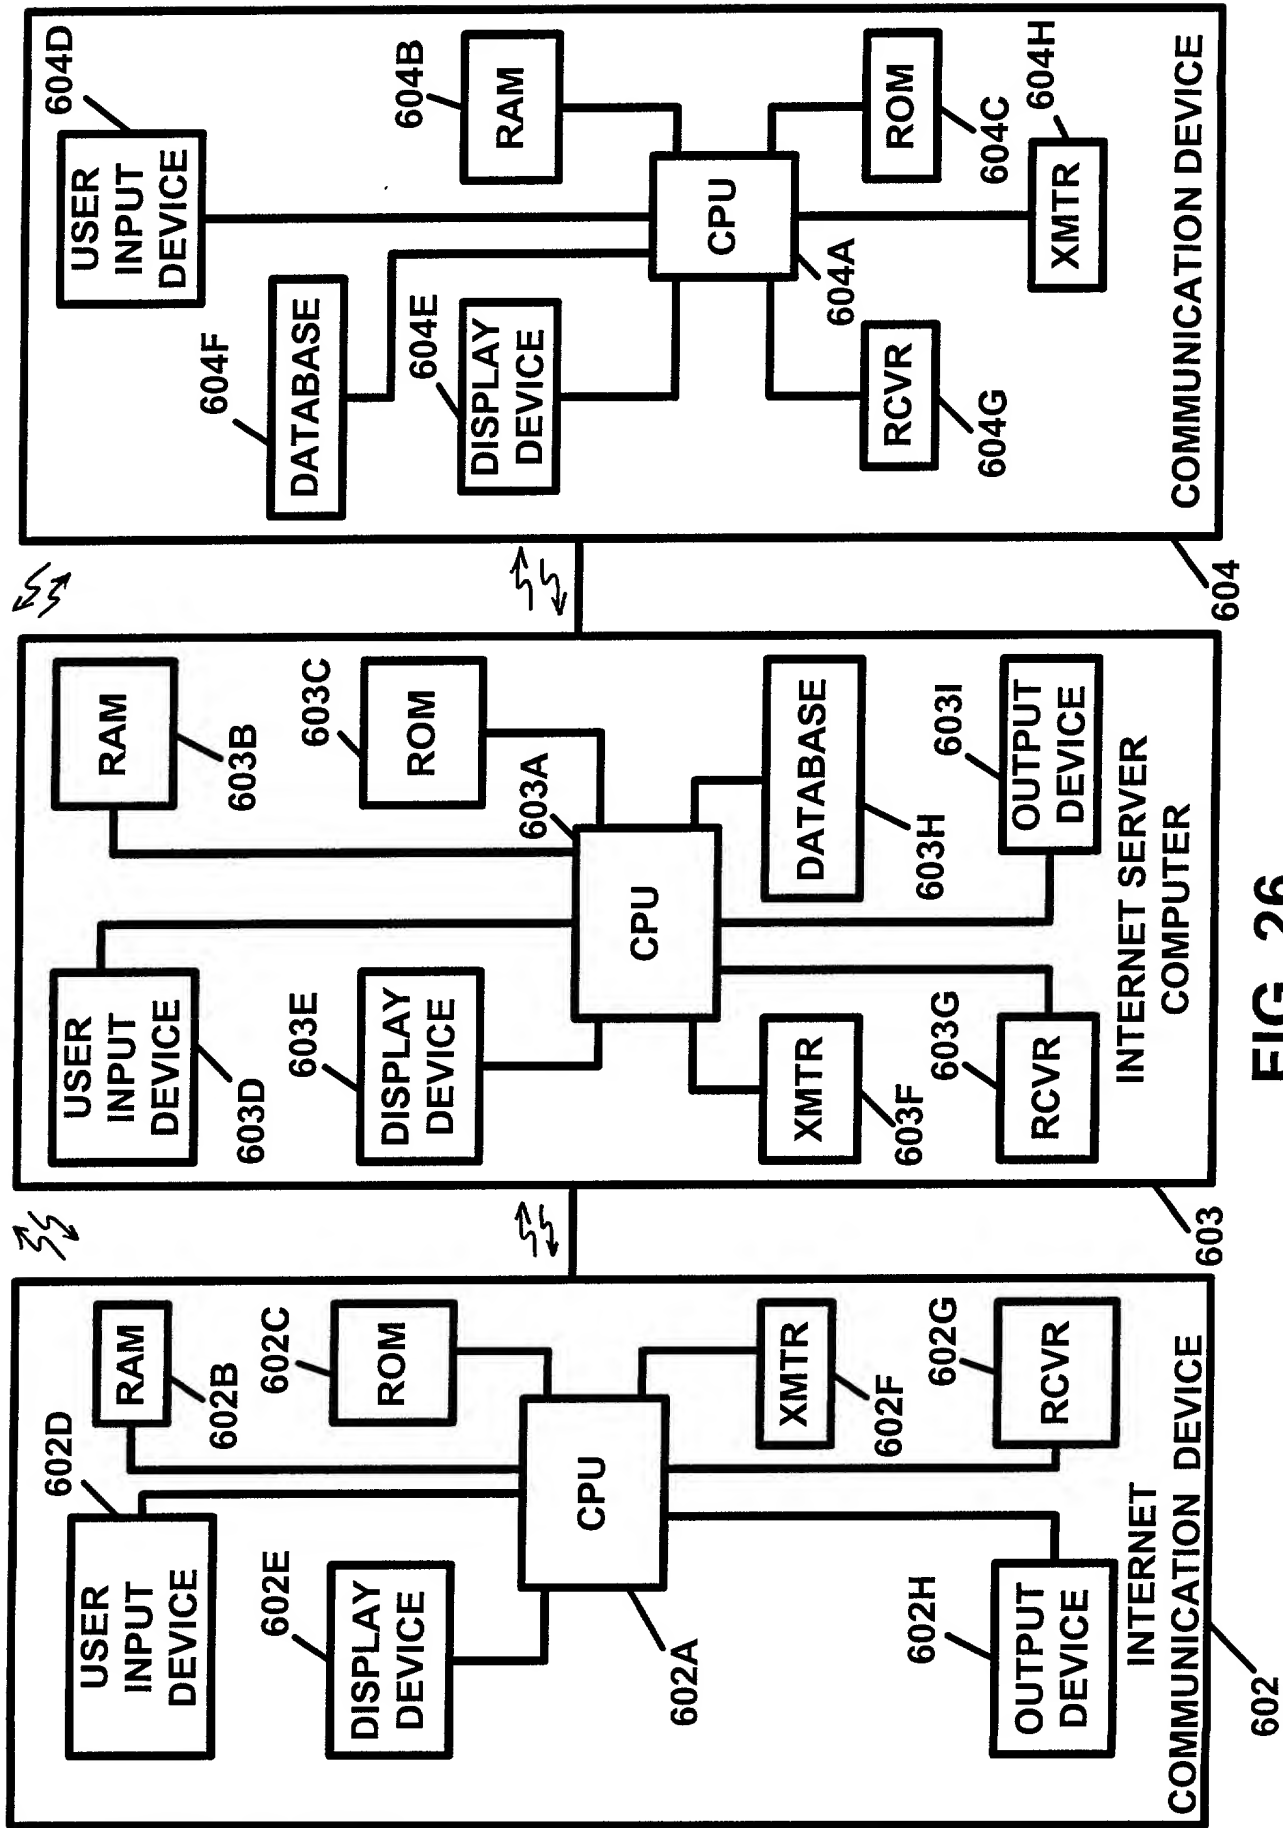 USER
INPUT
DEVICE
602D
RAM
602B
602E
DISPLAY
DEVICE
602C
ROM
CPU
602A
XMTR
602F
602H
OUTPUT
DEVICE
602G
RCVR
INTERNET
COMMUNICATION DEVICE
602
USER
INPUT
DEVICE
603D
RAM
603B
603E
DISPLAY
DEVICE
603C
ROM
603A
CPU
XMTR
603F
DATABASE
603H
603G
RCVR
603I
OUTPUT
DEVICE
INTERNET SERVER
COMPUTER
603
604D
USER
INPUT
DEVICE
604F
DATABASE
604E
DISPLAY
DEVICE
604B
RAM
CPU
604A
RCVR
604G
ROM
604C
XMTR
604H
COMMUNICATION DEVICE
604
FIG. 26